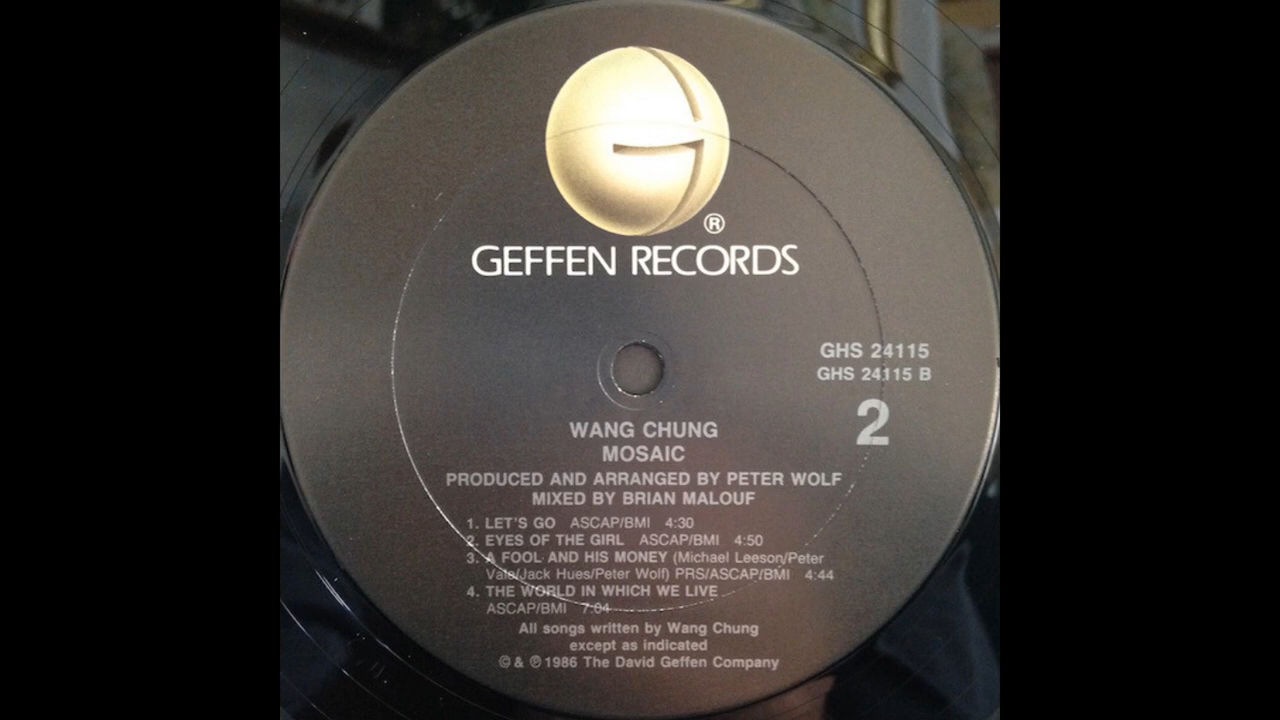 ®
GEFFEN RECORDS
GHS 24115
GHS 24115 B
2
WANG CHUNG
MOSAIC
PRODUCED AND ARRANGED BY PETER WOLF
MIXED BY BRIAN MALOUF
1. LET'S GO ASCAP/BMI 4:30
2. EYES OF THE GIRL ASCAP/BMI 4:50
3. A FOOL AND HIS MONEY (Michael Leeson/Peter
Vale/Jack Hues/Peter Wolf) PRS/ASCAP/BMI 4:44
4. THE WORLD IN WHICH WE LIVE
ASCAP/BMI 7:04
All songs written by Wang Chung
except as indicated
© & ℗ 1986 The David Geffen Company